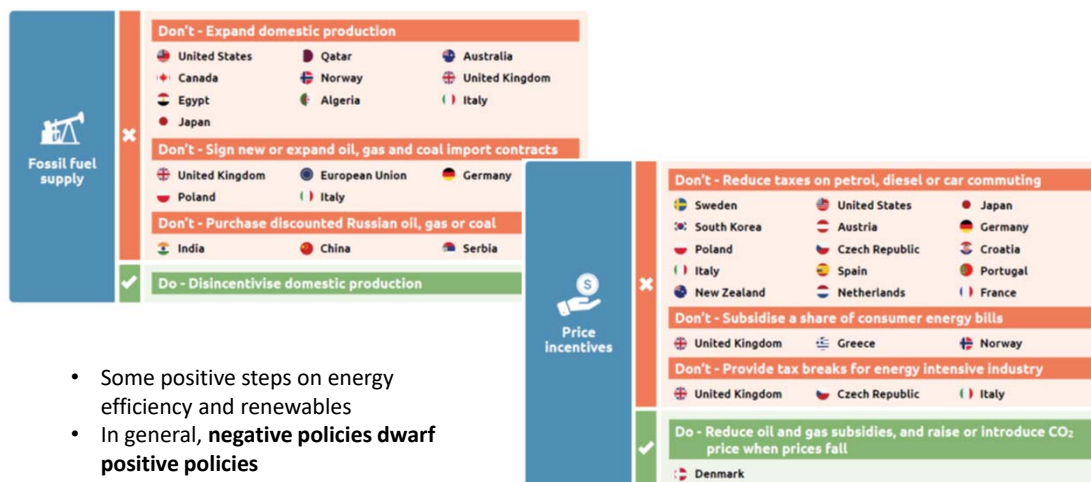 Fossil fuel
supply
Don't - Expand domestic production
United States Qatar Australia
Canada Norway United Kingdom
Egypt Algeria Italy
Japan
Don't - Sign new or expand oil, gas and coal import contracts
United Kingdom European Union Germany
Poland Italy
Don't - Purchase discounted Russian oil, gas or coal
India China Serbia
Do - Disincentivise domestic production
• Some positive steps on energy
efficiency and renewables
• In general, negative policies dwarf
positive policies
S
Price
incentives
Don't - Reduce taxes on petrol, diesel or car commuting
Sweden United States Japan
South Korea Austria Germany
Poland Czech Republic Croatia
Italy Spain Portugal
New Zealand Netherlands France
Don't - Subsidise a share of consumer energy bills
United Kingdom Greece Norway
Don't - Provide tax breaks for energy intensive industry
United Kingdom Czech Republic Italy
Do - Reduce oil and gas subsidies, and raise or introduce CO₂
price when prices fall
Denmark